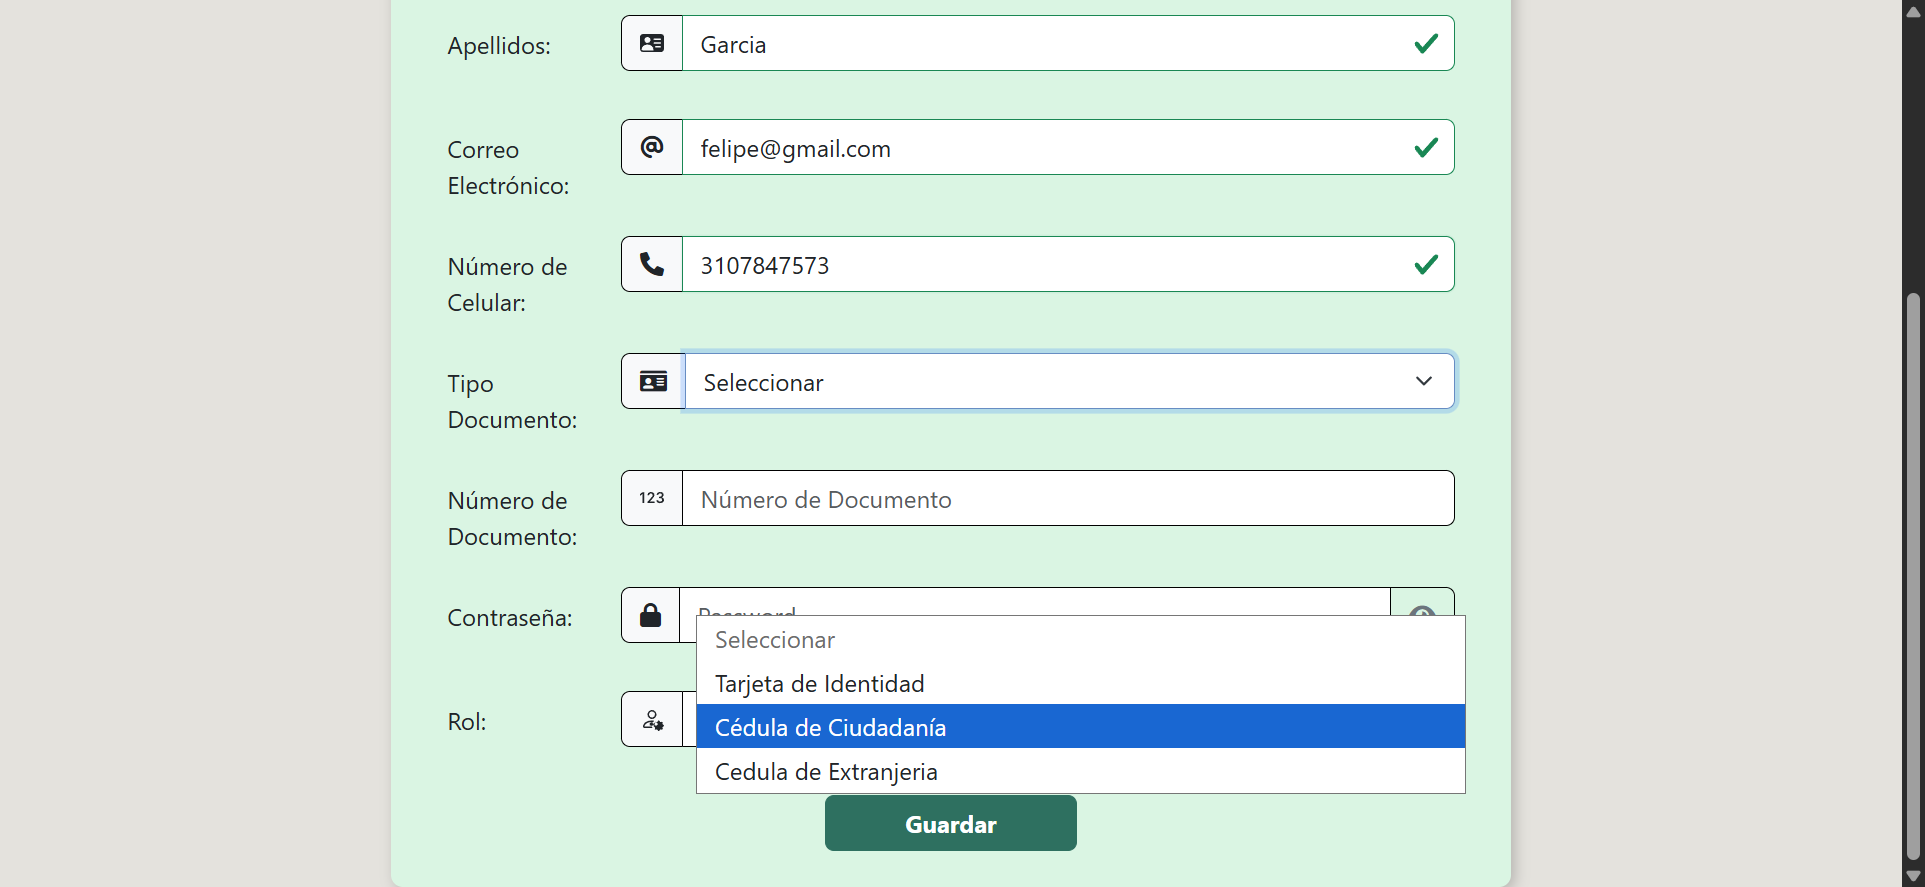 Apellidos:
Garcia
Correo
Electrónico:
felipe@gmail.com
Número de
Celular:
3107847573
Tipo
Documento:
Seleccionar
Número de
Documento:
123
Número de Documento
Contraseña:
Password
Seleccionar
Tarjeta de Identidad
Cédula de Ciudadanía
Cedula de Extranjeria
Rol:
Guardar